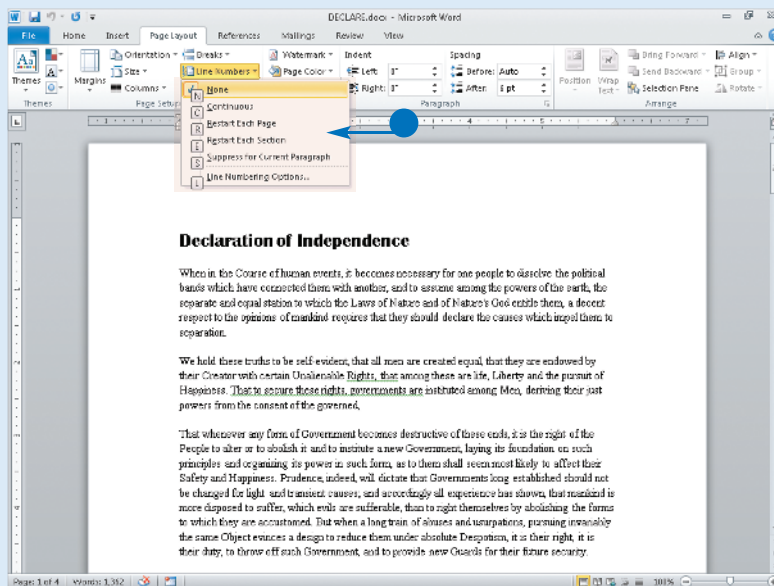 DECLARE.docx - Microsoft Word
File Home Insert Page Layout References Mailings Review View
Orientation Breaks Watermark Indent Spacing Bring Forward Align
Themes Margins Size Line Numbers Page Color Left: 0" Before: Auto Position Wrap Text Send Backward Group
Columns Right: 0" After: 6 pt Selection Pane Rotate
Themes Page Setup Paragraph Arrange
N None
C Continuous
R Restart Each Page
E Restart Each Section
S Suppress for Current Paragraph
L Line Numbering Options...
Declaration of Independence
When in the Course of human events, it becomes necessary for one people to dissolve the political
bands which have connected them with another, and to assume among the powers of the earth, the
separate and equal station to which the Laws of Nature and of Nature's God entitle them, a decent
respect to the opinions of mankind requires that they should declare the causes which impel them to
separation.
We hold these truths to be self-evident, that all men are created equal, that they are endowed by
their Creator with certain Unalienable Rights, that among these are life, Liberty and the pursuit of
Happiness. That to secure these rights, governments are instituted among Men, deriving their just
powers from the consent of the governed,
That whenever any form of Government becomes destructive of these ends, it is the right of the
People to alter or to abolish it and to institute a new Government, laying its foundation on such
principles and organizing its power in such form, as to them shall seem most likely to affect their
Safety and Happiness. Prudence, indeed, will dictate that Governments long established should not
be changed for light and transient causes; and accordingly all experience has shown, that mankind is
more disposed to suffer, which evils are sufferable, than to right themselves by abolishing the forms
to which they are accustomed. But when a long train of abuses and usurpations, pursuing invariably
the same Object evinces a design to reduce them under absolute Despotism, it is their right, it is
their duty, to throw off such Government, and to provide new Guards for their future security.
Page: 1 of 4 Words: 1,362 108%